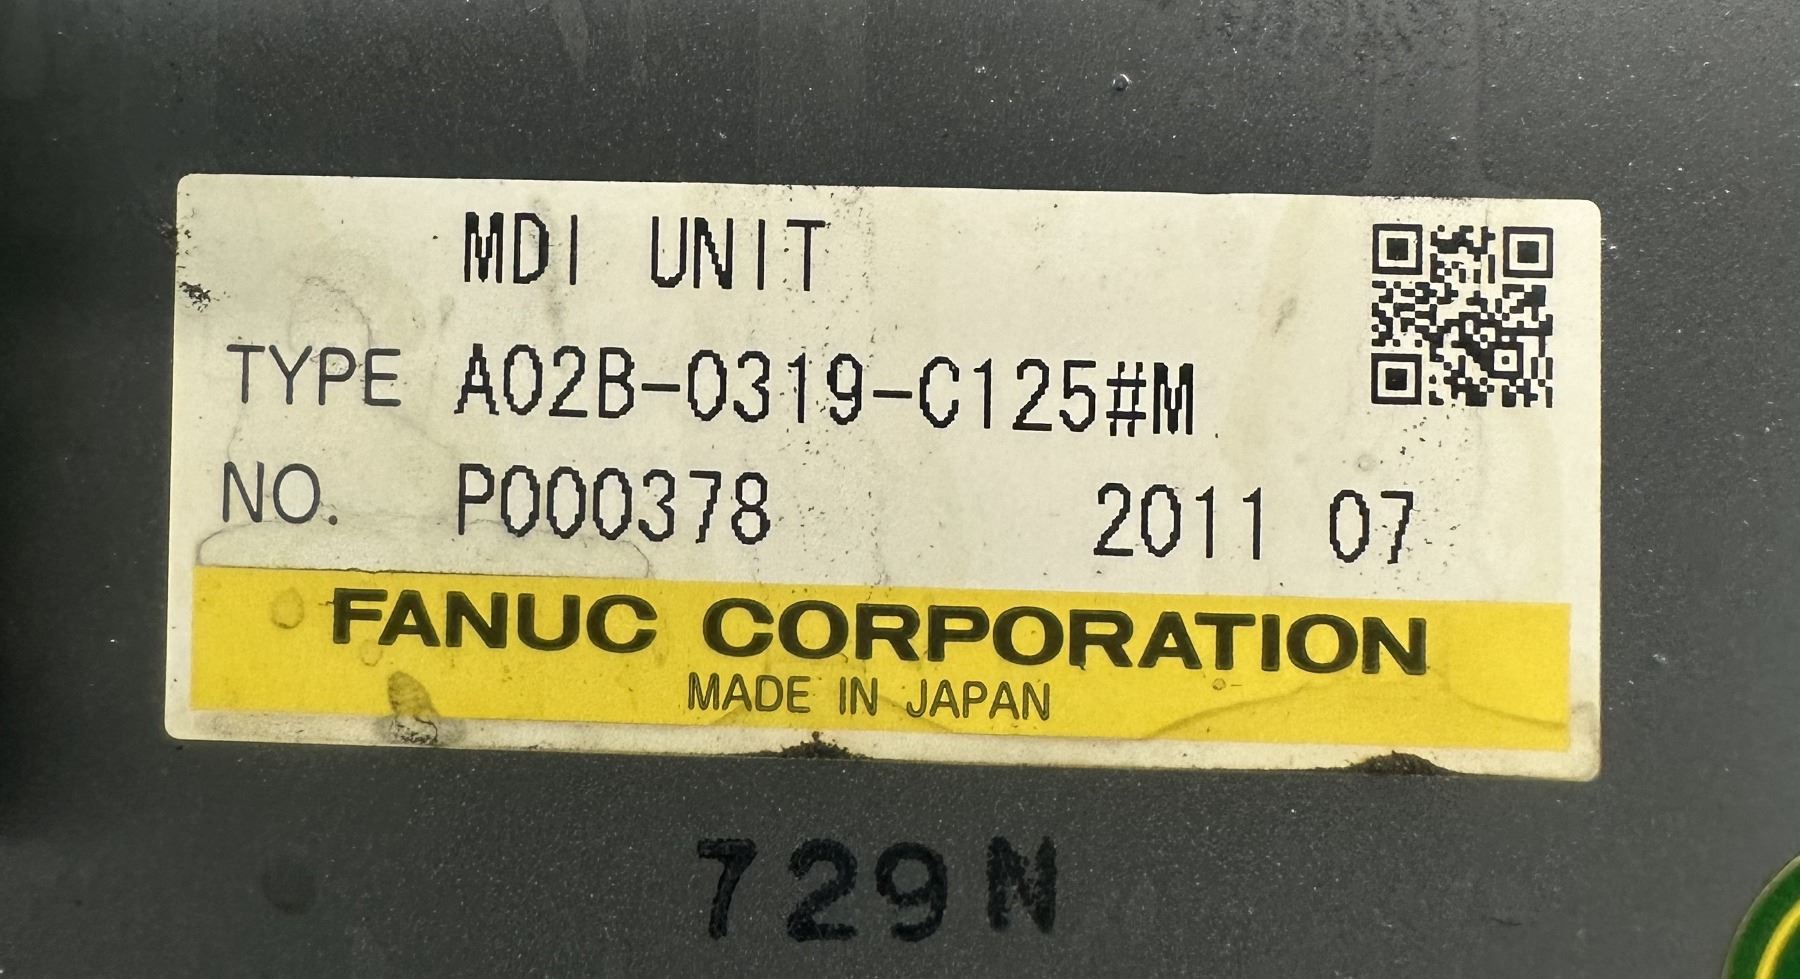 MDI UNIT
TYPE A02B-0319-C125#M
NO. P000378 2011 07
FANUC CORPORATION
MADE IN JAPAN
729N